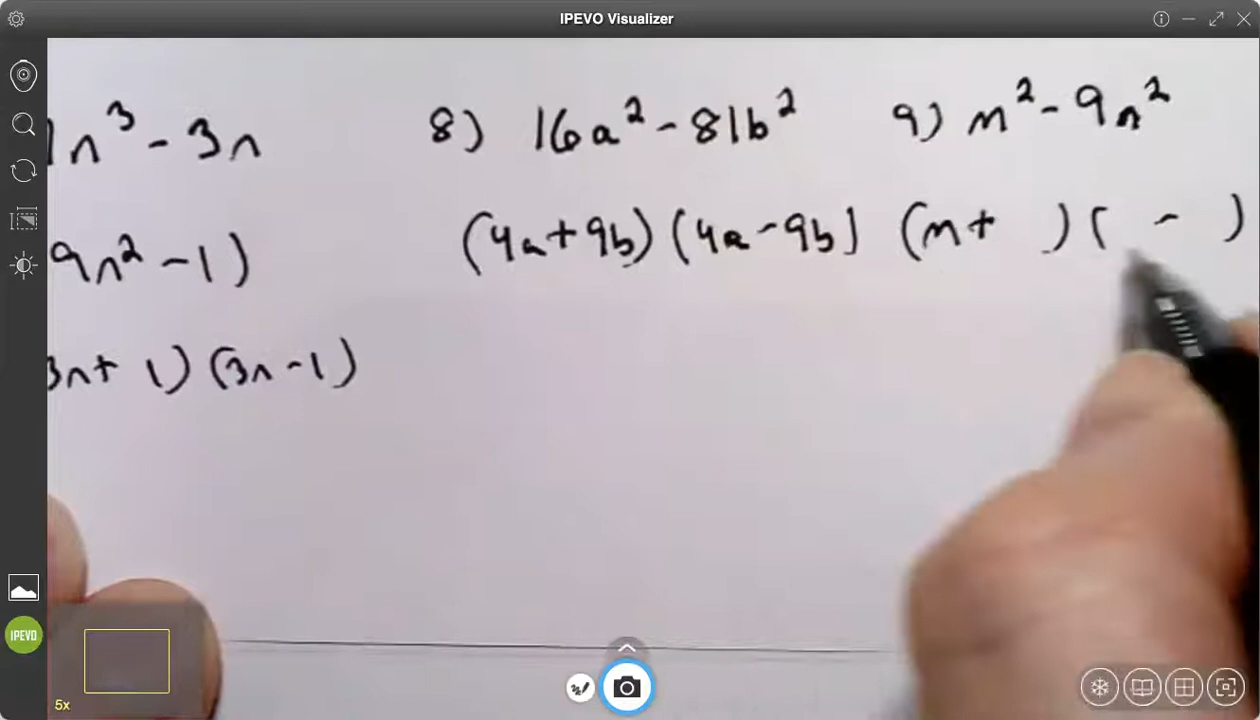 IPEVO Visualizer
n³ - 3n
8) 16a² - 81b²
9) m² - 9n²
9n² - 1)
(4a + 9b) (4a - 9b)
(m + ) ( - )
3n + 1) (3n - 1)
IPEVO
5x